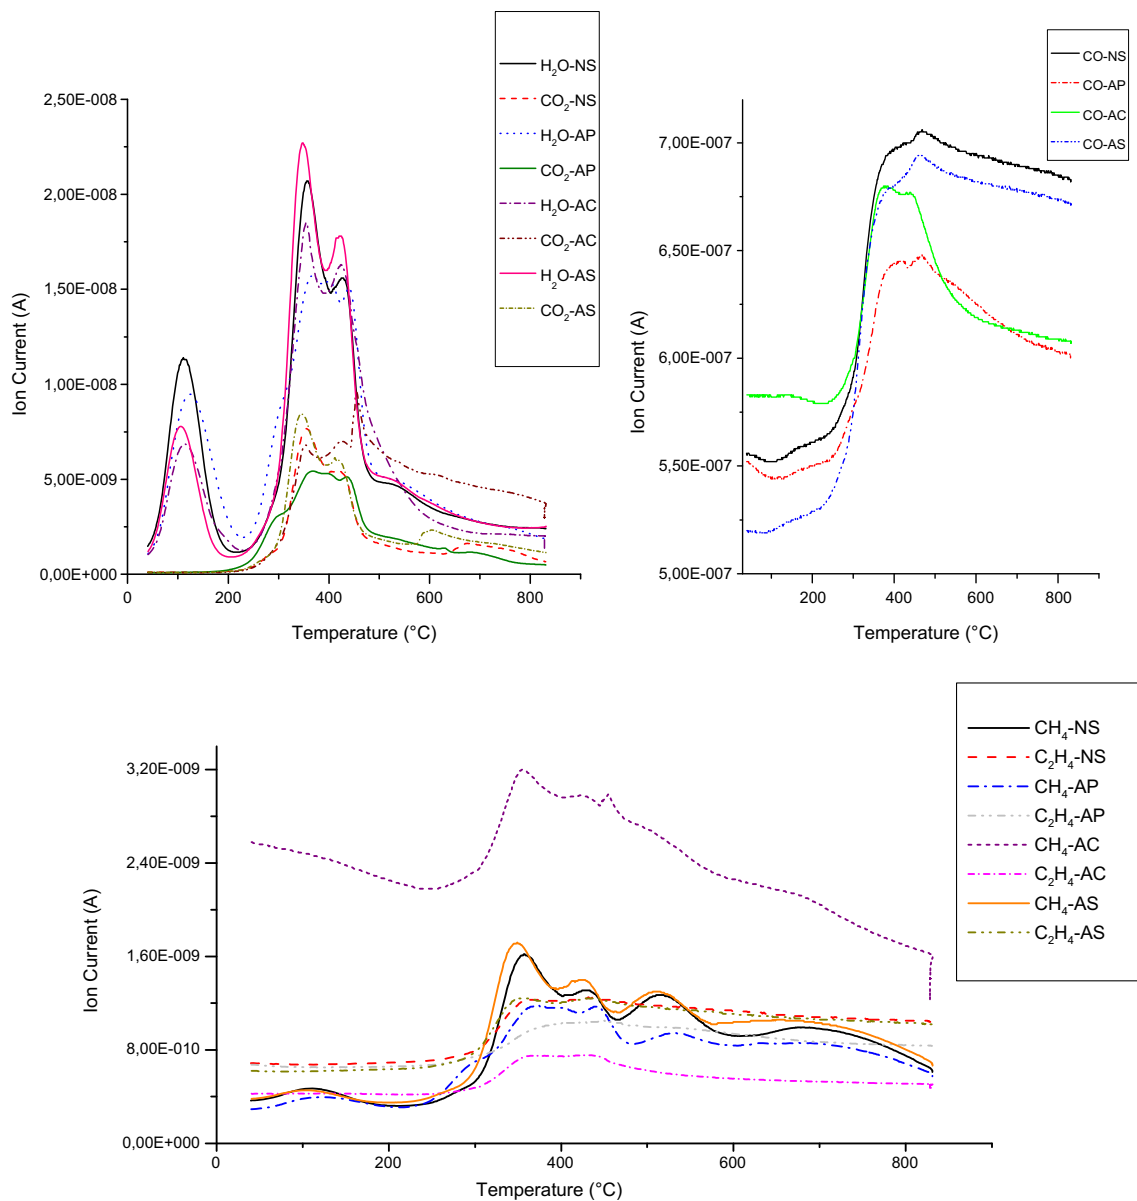 H2O-NS
CO2-NS
H2O-AP
CO2-AP
H2O-AC
CO2-AC
H2O-AS
CO2-AS
2,50E-008
2,00E-008
1,50E-008
1,00E-008
5,00E-009
0,00E+000
Ion Current (A)
0 200 400 600 800
Temperature (°C)
CO-NS
CO-AP
CO-AC
CO-AS
7,00E-007
6,50E-007
6,00E-007
5,50E-007
5,00E-007
Ion Current (A)
200 400 600 800
Temperature (°C)
CH4-NS
C2H4-NS
CH4-AP
C2H4-AP
CH4-AC
C2H4-AC
CH4-AS
C2H4-AS
3,20E-009
2,40E-009
1,60E-009
8,00E-010
0,00E+000
Ion Current (A)
0 200 400 600 800
Temperature (°C)